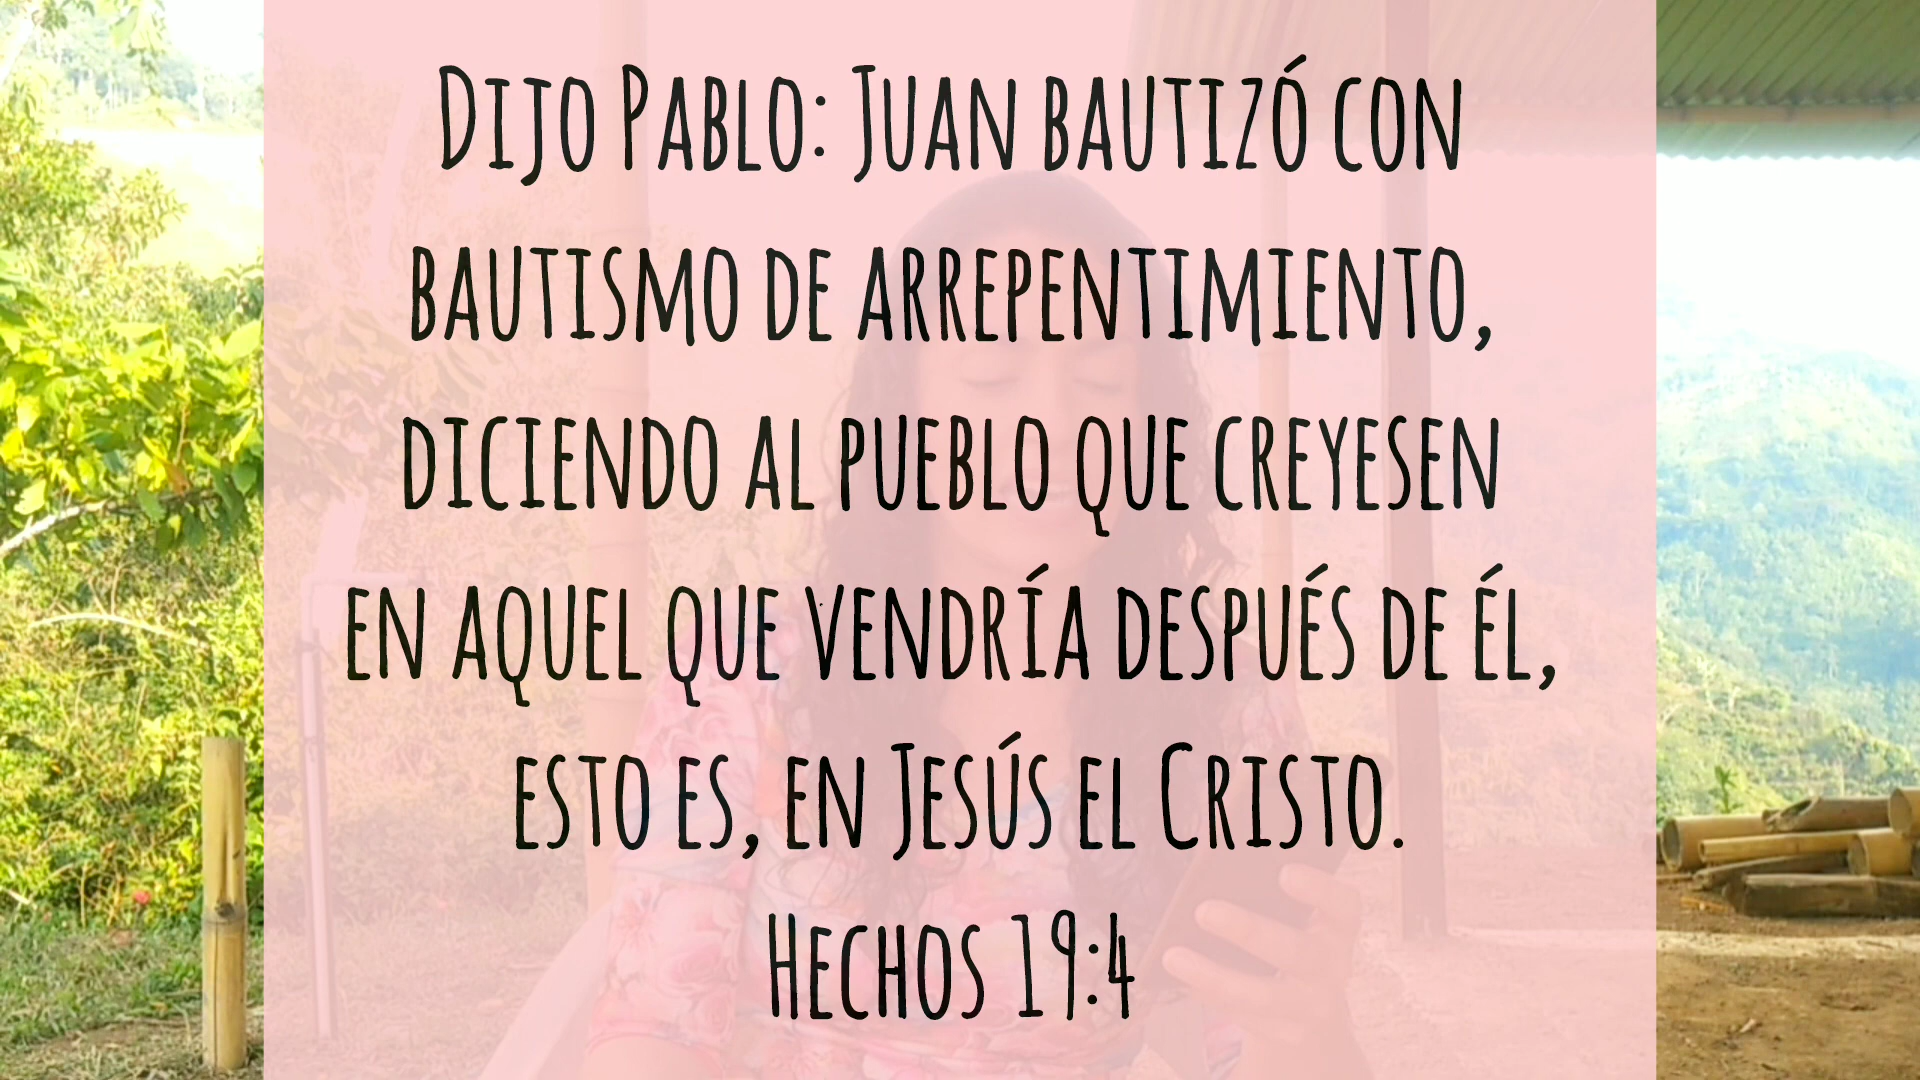 Dijo Pablo: Juan bautizó con
bautismo de arrepentimiento,
diciendo al pueblo que creyesen
en aquel que vendría después de él,
esto es, en Jesús el Cristo.
Hechos 19:4